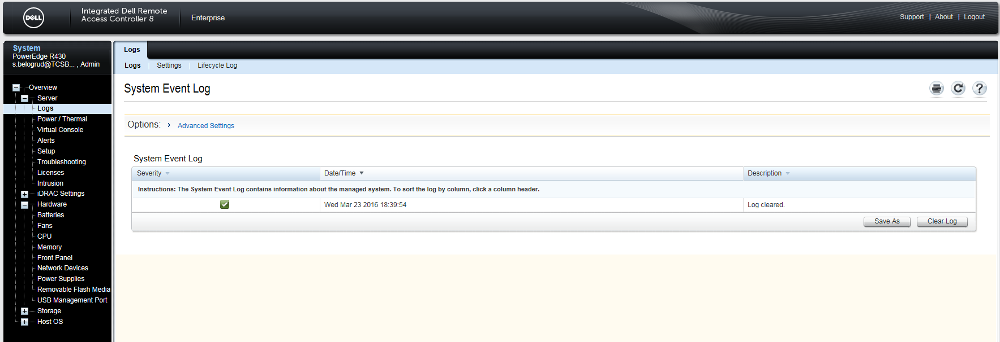 DELL
Integrated Dell Remote
Access Controller 8
Enterprise
Support | About | Logout
System
PowerEdge R430
s.belogrud@TCSB... , Admin
Overview
Server
Logs
Power / Thermal
Virtual Console
Alerts
Setup
Troubleshooting
Licenses
Intrusion
iDRAC Settings
Hardware
Batteries
Fans
CPU
Memory
Front Panel
Network Devices
Power Supplies
Removable Flash Media
USB Management Port
Storage
Host OS
Logs
Logs Settings Lifecycle Log
System Event Log
Options: Advanced Settings
System Event Log
Severity Date/Time Description
Instructions: The System Event Log contains information about the managed system. To sort the log by column, click a column header.
Wed Mar 23 2016 18:39:54 Log cleared.
Save As Clear Log